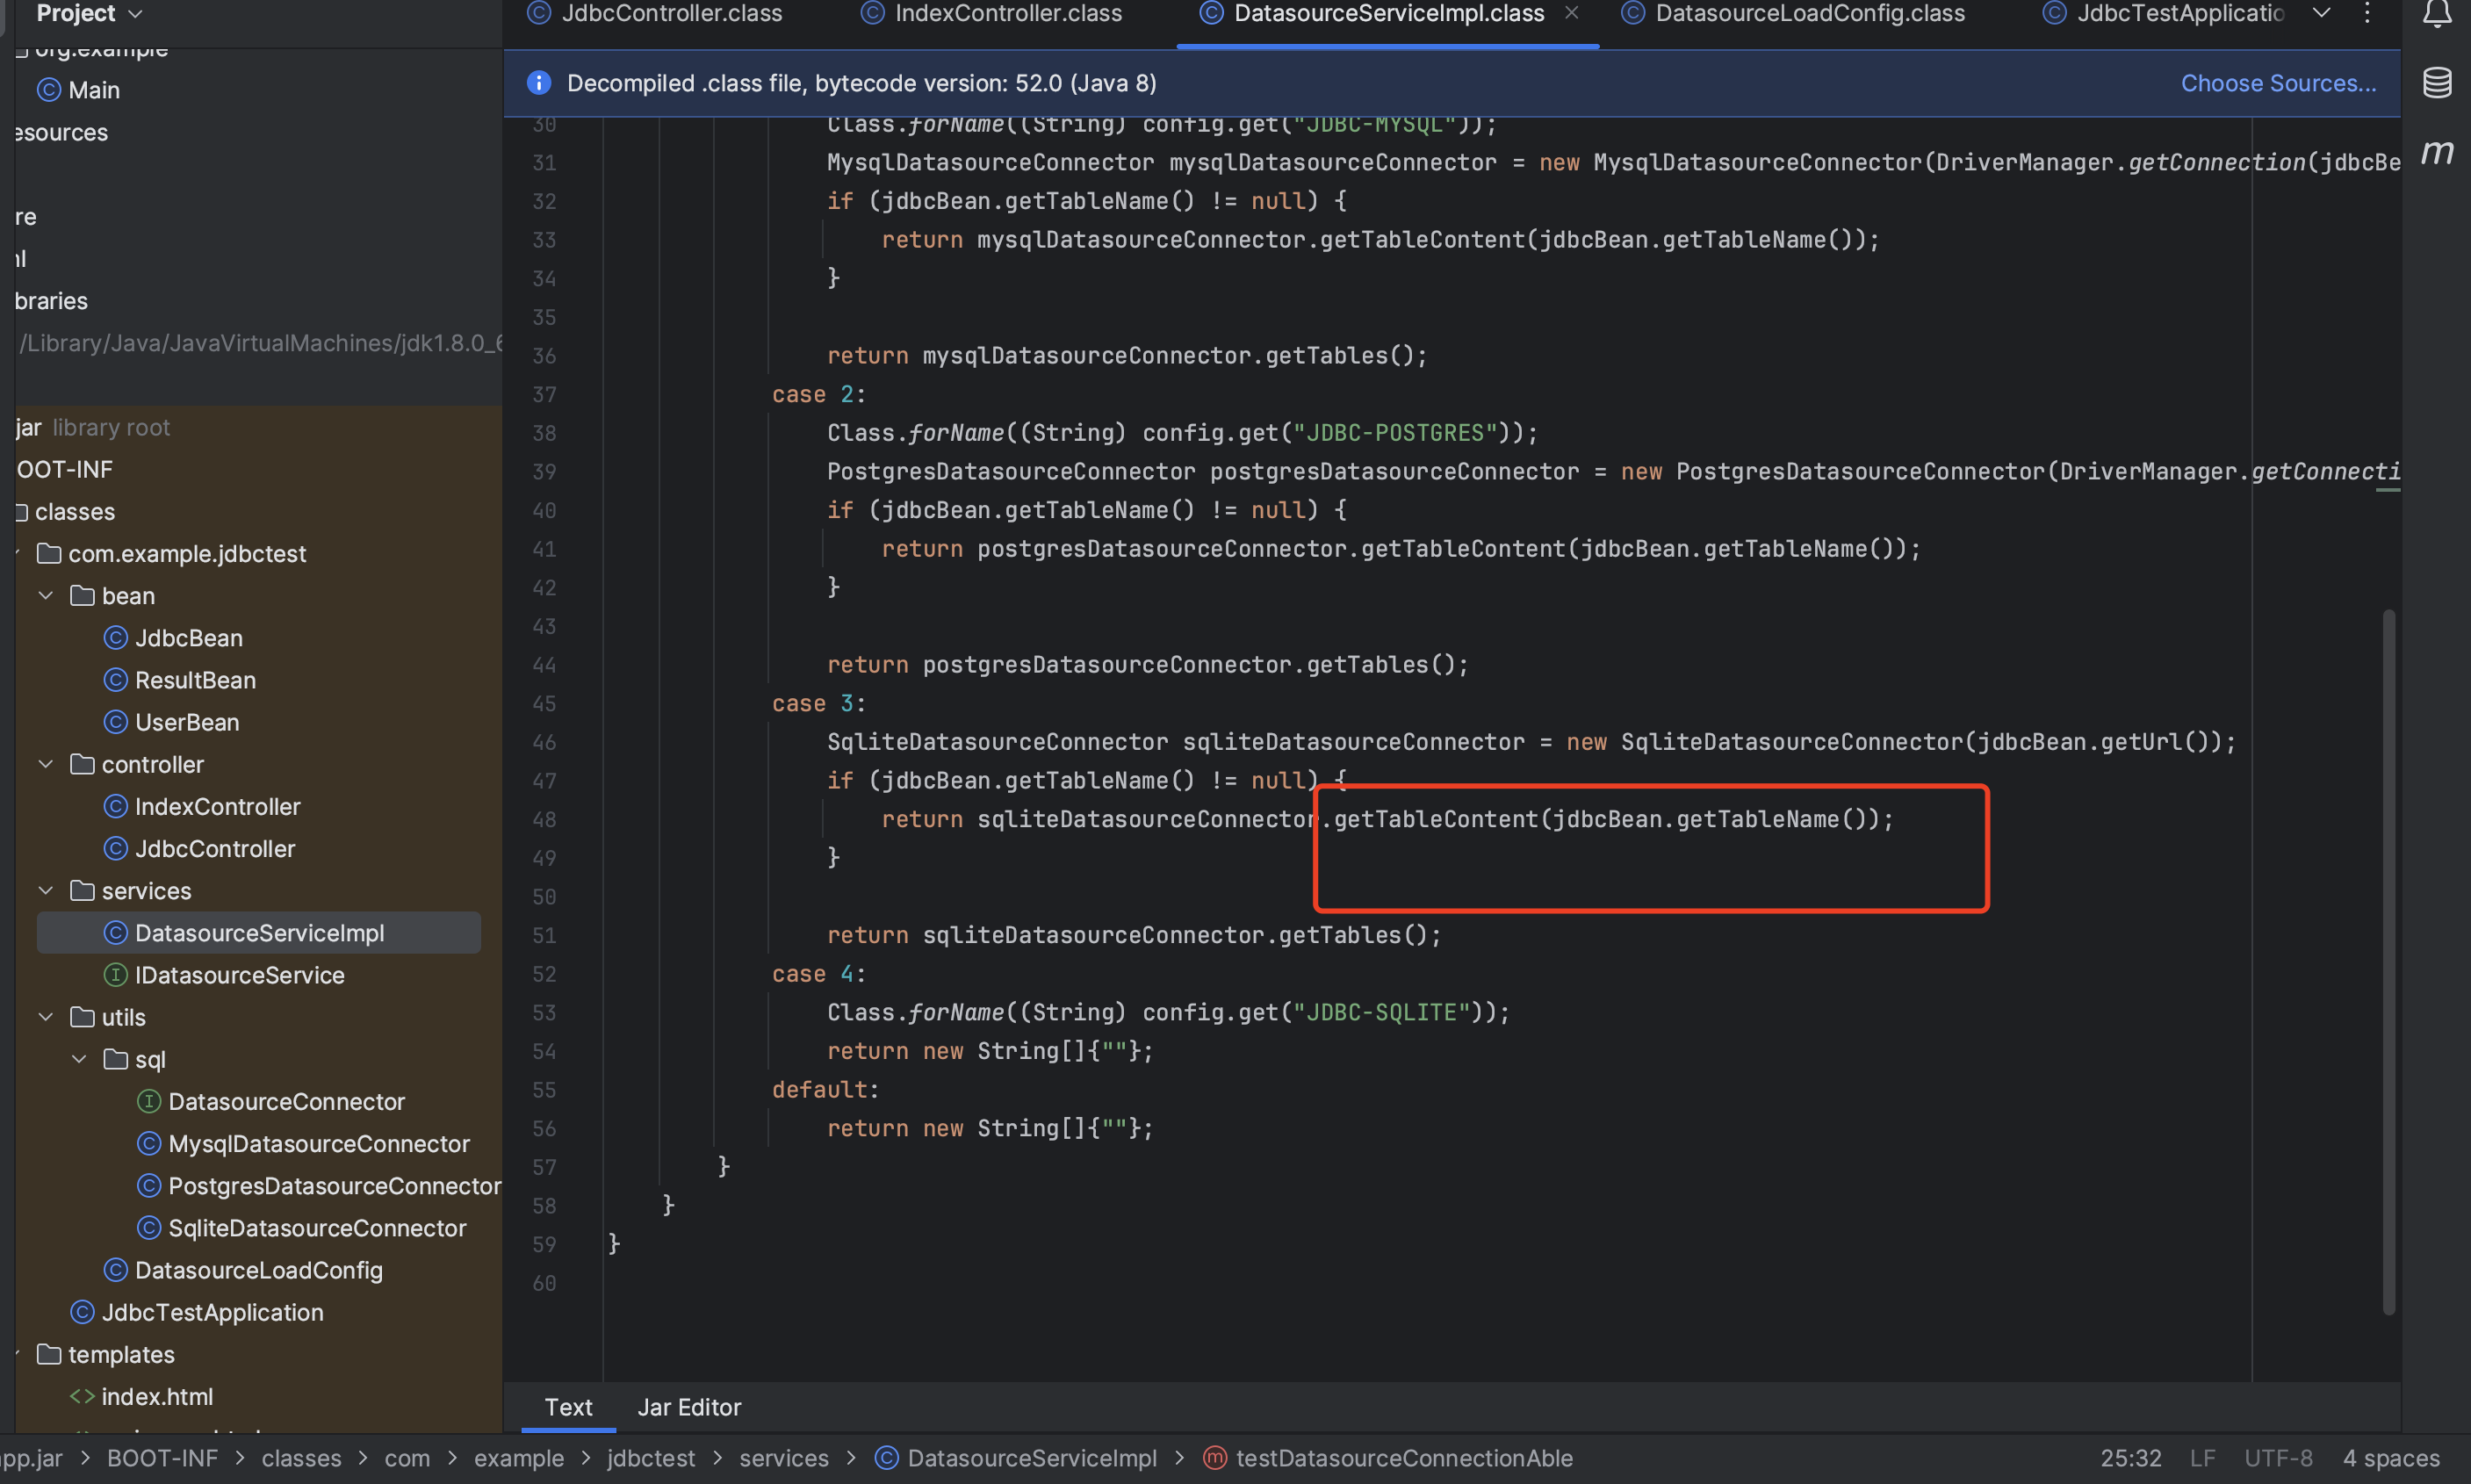 Project
JdbcController.class
IndexController.class
DatasourceServiceImpl.class
DatasourceLoadConfig.class
JdbcTestApplicatio
org.example
Main
esources
re
braries
/Library/Java/JavaVirtualMachines/jdk1.8.0_6
jar library root
OOT-INF
classes
com.example.jdbctest
bean
JdbcBean
ResultBean
UserBean
controller
IndexController
JdbcController
services
DatasourceServiceImpl
IDatasourceService
utils
sql
DatasourceConnector
MysqlDatasourceConnector
PostgresDatasourceConnector
SqliteDatasourceConnector
DatasourceLoadConfig
JdbcTestApplication
templates
index.html
Decompiled .class file, bytecode version: 52.0 (Java 8)
Choose Sources...
30 Class.forName((String) config.get("JDBC-MYSQL"));
31 MysqlDatasourceConnector mysqlDatasourceConnector = new MysqlDatasourceConnector(DriverManager.getConnection(jdbcBe
32 if (jdbcBean.getTableName() != null) {
33 return mysqlDatasourceConnector.getTableContent(jdbcBean.getTableName());
34 }
35
36 return mysqlDatasourceConnector.getTables();
37 case 2:
38 Class.forName((String) config.get("JDBC-POSTGRES"));
39 PostgresDatasourceConnector postgresDatasourceConnector = new PostgresDatasourceConnector(DriverManager.getConnecti
40 if (jdbcBean.getTableName() != null) {
41 return postgresDatasourceConnector.getTableContent(jdbcBean.getTableName());
42 }
43
44 return postgresDatasourceConnector.getTables();
45 case 3:
46 SqliteDatasourceConnector sqliteDatasourceConnector = new SqliteDatasourceConnector(jdbcBean.getUrl());
47 if (jdbcBean.getTableName() != null) {
48 return sqliteDatasourceConnector.getTableContent(jdbcBean.getTableName());
49 }
50
51 return sqliteDatasourceConnector.getTables();
52 case 4:
53 Class.forName((String) config.get("JDBC-SQLITE"));
54 return new String[]{""};
55 default:
56 return new String[]{""};
57 }
58 }
59 }
60
Text
Jar Editor
pp.jar > BOOT-INF > classes > com > example > jdbctest > services > DatasourceServiceImpl > testDatasourceConnectionAble
25:32
LF
UTF-8
4 spaces